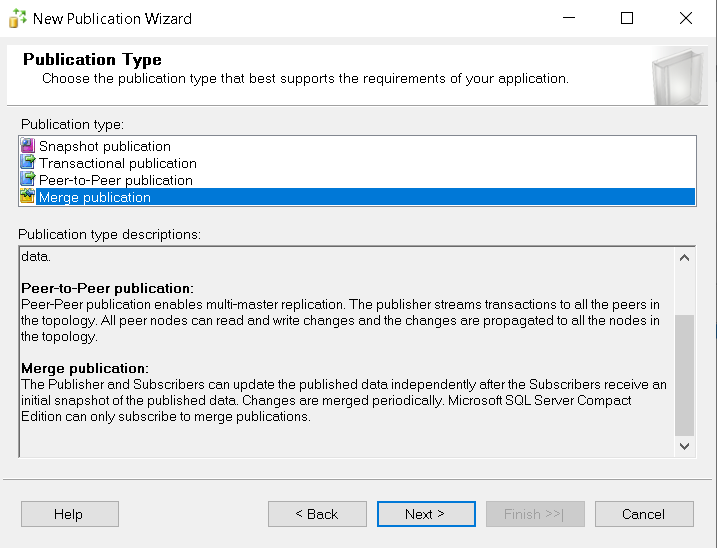 New Publication Wizard
Publication Type
Choose the publication type that best supports the requirements of your application.
Publication type:
Snapshot publication
Transactional publication
Peer-to-Peer publication
Merge publication
Publication type descriptions:
data.
Peer-to-Peer publication:
Peer-Peer publication enables multi-master replication. The publisher streams transactions to all the peers in
the topology. All peer nodes can read and write changes and the changes are propagated to all the nodes in
the topology.
Merge publication:
The Publisher and Subscribers can update the published data independently after the Subscribers receive an
initial snapshot of the published data. Changes are merged periodically. Microsoft SQL Server Compact
Edition can only subscribe to merge publications.
Help
< Back
Next >
Finish >>|
Cancel